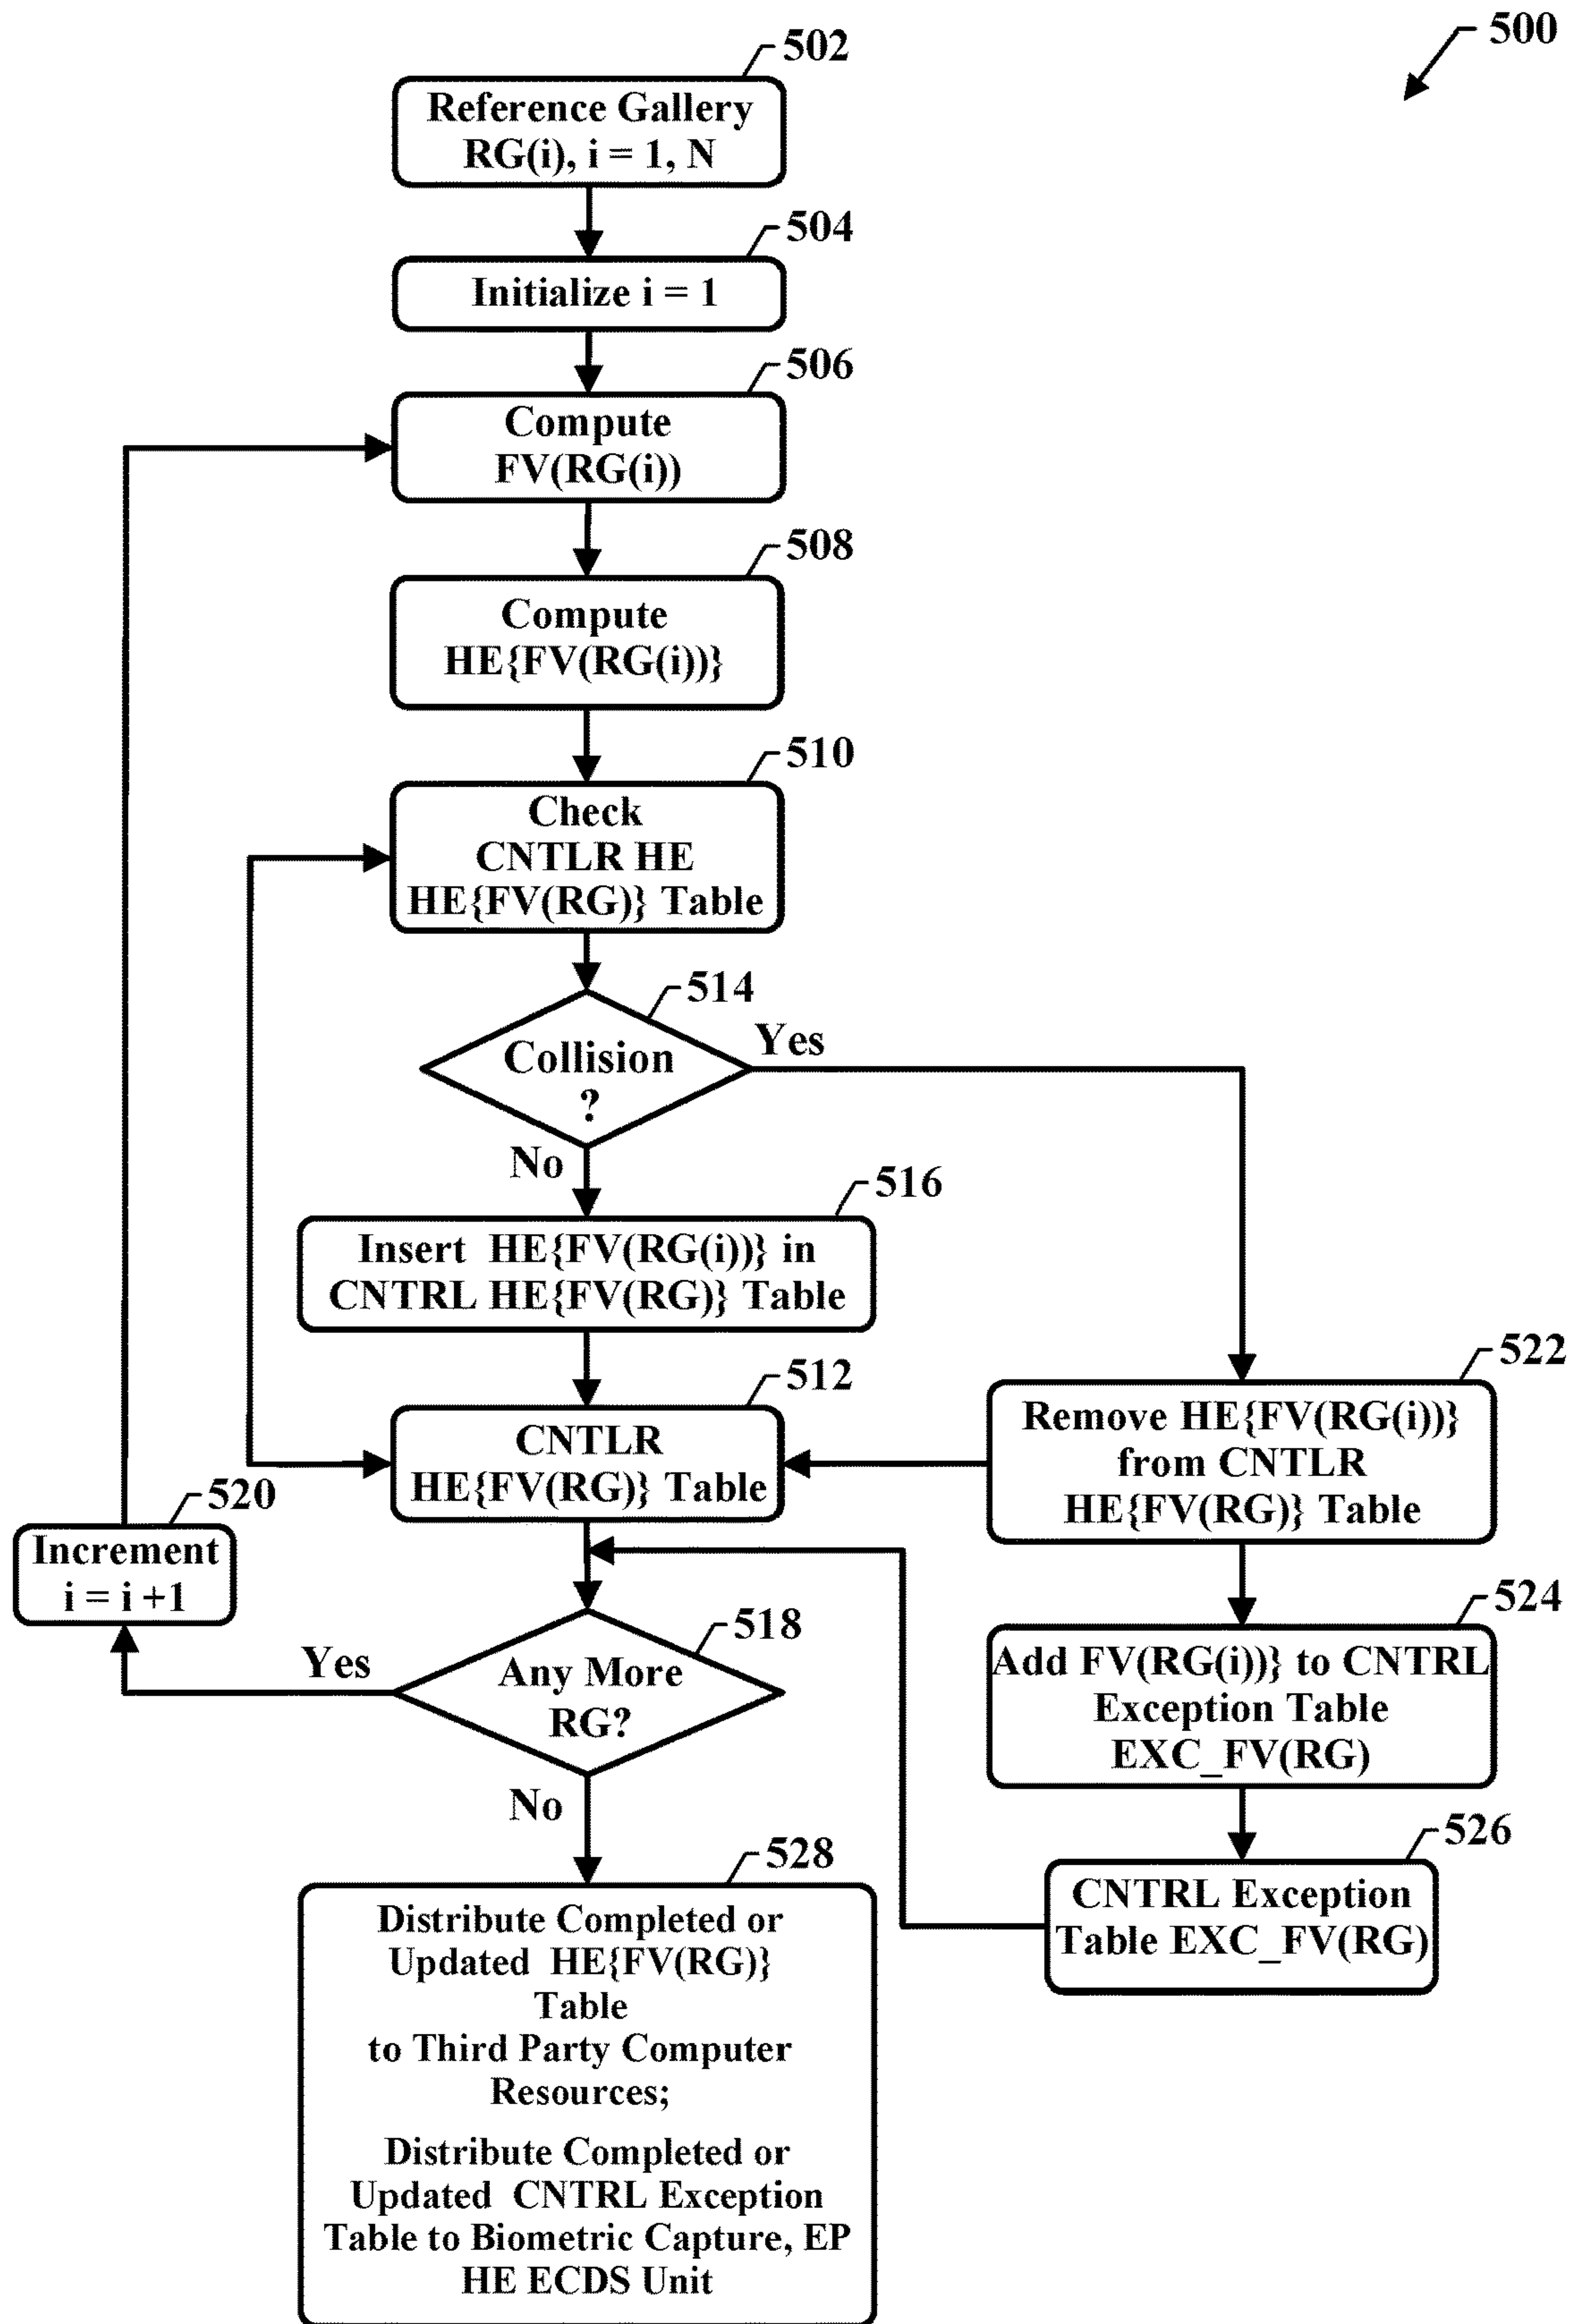 500
502
Reference Gallery
RG(i), i = 1, N
504
Initialize i = 1
506
Compute
FV(RG(i))
508
Compute
HE{FV(RG(i))}
510
Check
CNTLR HE
HE{FV(RG)} Table
514
Collision
?
Yes
No
516
Insert HE{FV(RG(i))} in
CNTRL HE{FV(RG)} Table
512
CNTLR
HE{FV(RG)} Table
522
Remove HE{FV(RG(i))}
from CNTLR
HE{FV(RG)} Table
520
Increment
i = i +1
518
Any More
RG?
Yes
No
524
Add FV(RG(i))} to CNTRL
Exception Table
EXC_FV(RG)
526
CNTRL Exception
Table EXC_FV(RG)
528
Distribute Completed or
Updated HE{FV(RG)}
Table
to Third Party Computer
Resources;
Distribute Completed or
Updated CNTRL Exception
Table to Biometric Capture, EP
HE ECDS Unit